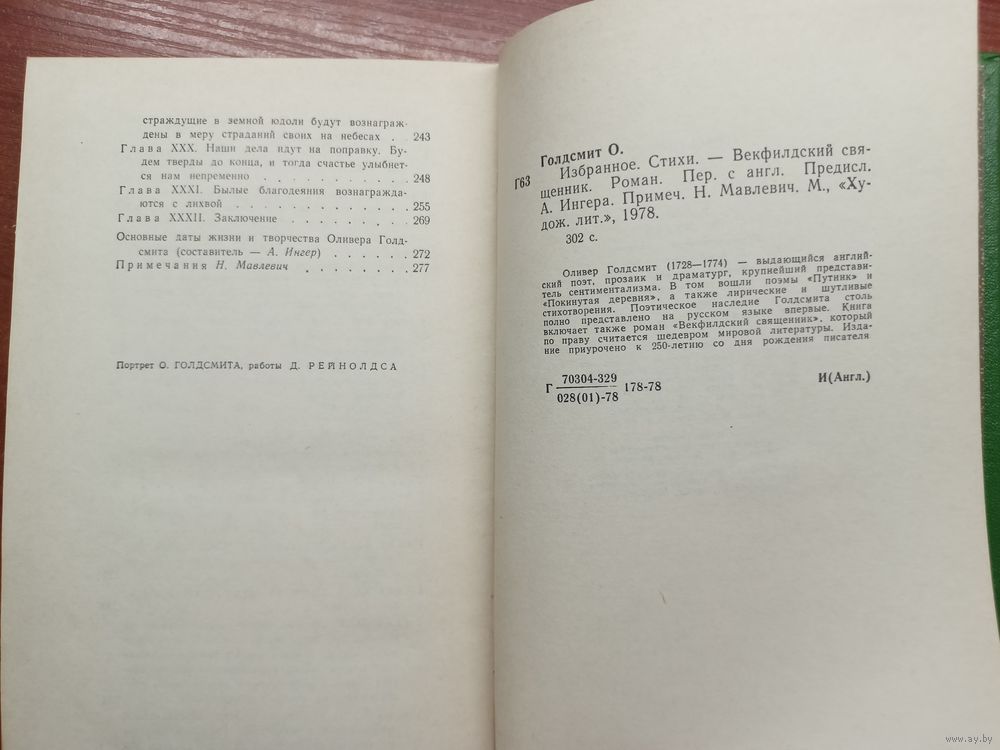 страждущие в земной юдоли будут вознаграж-
дены в меру страданий своих на небесах . . 243
Глава XXX. Наши дела идут на поправку. Бу-
дем тверды до конца, и тогда счастье улыбнет-
ся нам непременно . . . . . . . . . . 248
Глава XXXI. Былые благодеяния вознагражда-
ются с лихвой . . . . . . . . . . . 255
Глава XXXII. Заключение . . . . . . . 269
Основные даты жизни и творчества Оливера Голд-
смита (составитель — А. Ингер) . . . . . . 272
Примечания Н. Мавлевич . . . . . . . 277
Портрет О. ГОЛДСМИТА, работы Д. РЕЙНОЛДСА
Голдсмит О.
Г63 Избранное. Стихи. — Векфилдский свя-
щенник. Роман. Пер. с англ. Предисл.
А. Ингера. Примеч. Н. Мавлевич. М., «Ху-
дож. лит.», 1978.
302 с.
Оливер Голдсмит (1728—1774) — выдающийся англий-
ский поэт, прозаик и драматург, крупнейший представи-
тель сентиментализма. В том вошли поэмы «Путник» и
«Покинутая деревня», а также лирические и шутливые
стихотворения. Поэтическое наследие Голдсмита столь
полно представлено на русском языке впервые. Книга
включает также роман «Векфилдский священник», который
по праву считается шедевром мировой литературы. Изда-
ние приурочено к 250-летию со дня рождения писателя
Г 70304-329
028(01)-78 178-78 И(Англ.)
www.ay.by